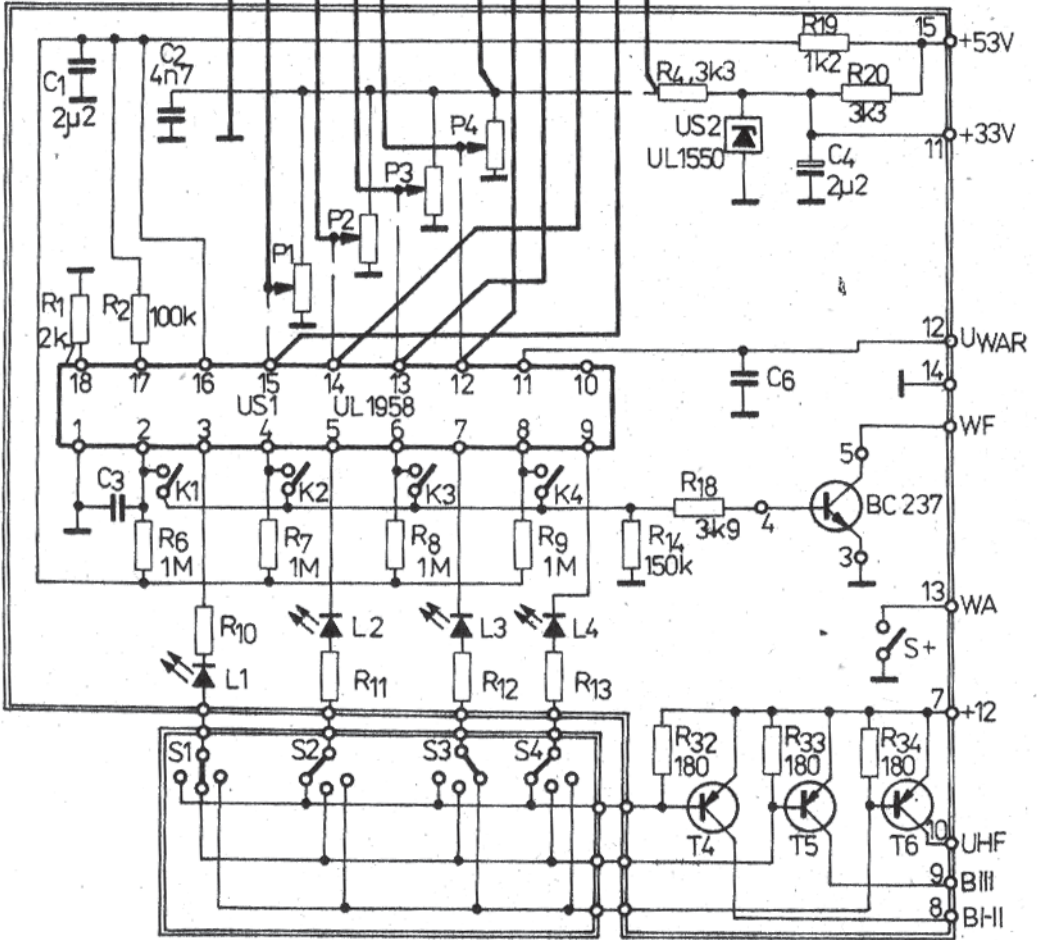 R19
15
+53V
1k2
C2
4n7
C1
2µ2
R4,3k3
R20
3k3
US2
UL1550
+33V
11
C4
2µ2
P4
P3
P2
P1
R1
2k
R2
100k
12
UWAR
18
17
16
15
14
13
12
11
10
US1
UL1958
C6
14
1
2
3
4
5
6
7
8
9
WF
5
C3
K1
K2
K3
K4
R18
3k9
4
BC 237
R6
1M
R7
1M
R8
1M
R9
1M
R14
150k
3
13
WA
R10
L2
L3
L4
S+
L1
R11
R12
R13
7
+12
S1
S2
S3
S4
R32
180
R33
180
R34
180
T4
T5
T6
10
UHF
9
BIII
8
BI-II